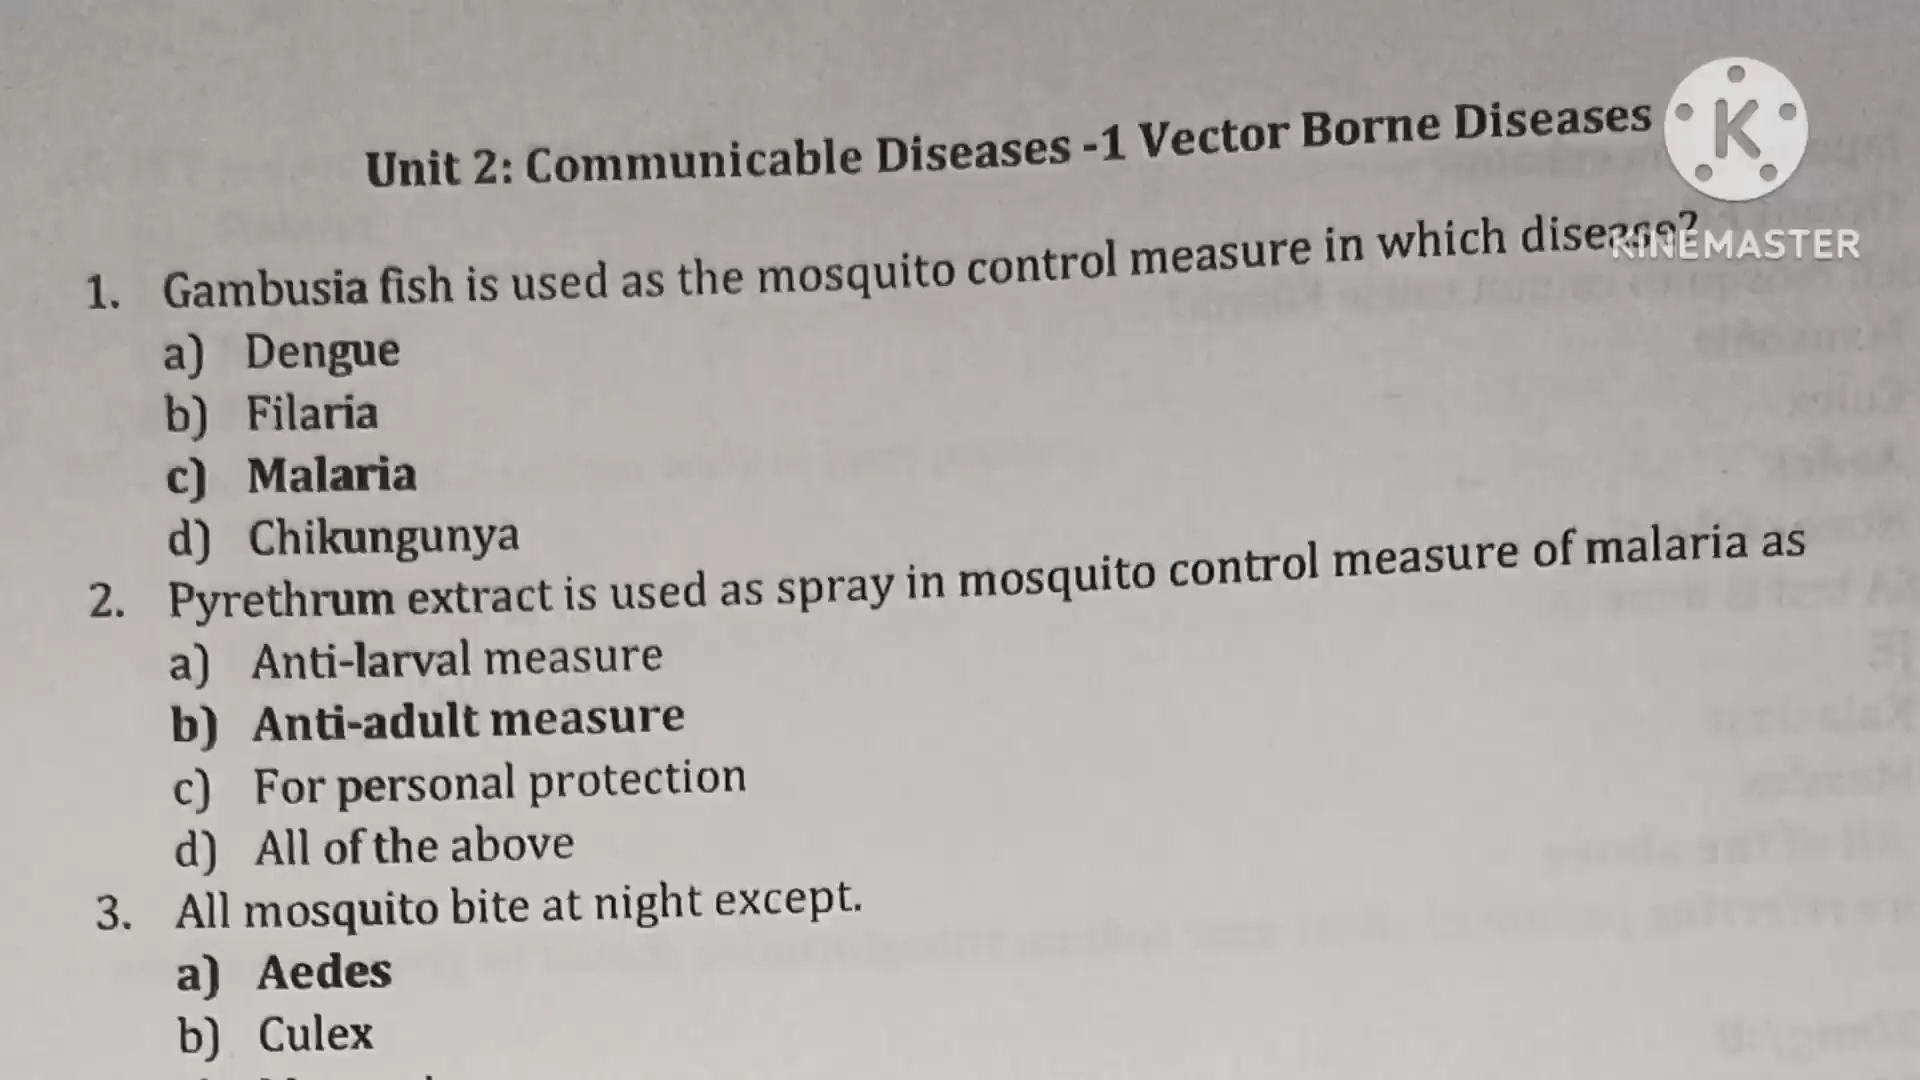 Unit 2: Communicable Diseases -1 Vector Borne Diseases
K
KINEMASTER
1. Gambusia fish is used as the mosquito control measure in which disease?
a) Dengue
b) Filaria
c) Malaria
d) Chikungunya
2. Pyrethrum extract is used as spray in mosquito control measure of malaria as
a) Anti-larval measure
b) Anti-adult measure
c) For personal protection
d) All of the above
3. All mosquito bite at night except.
a) Aedes
b) Culex